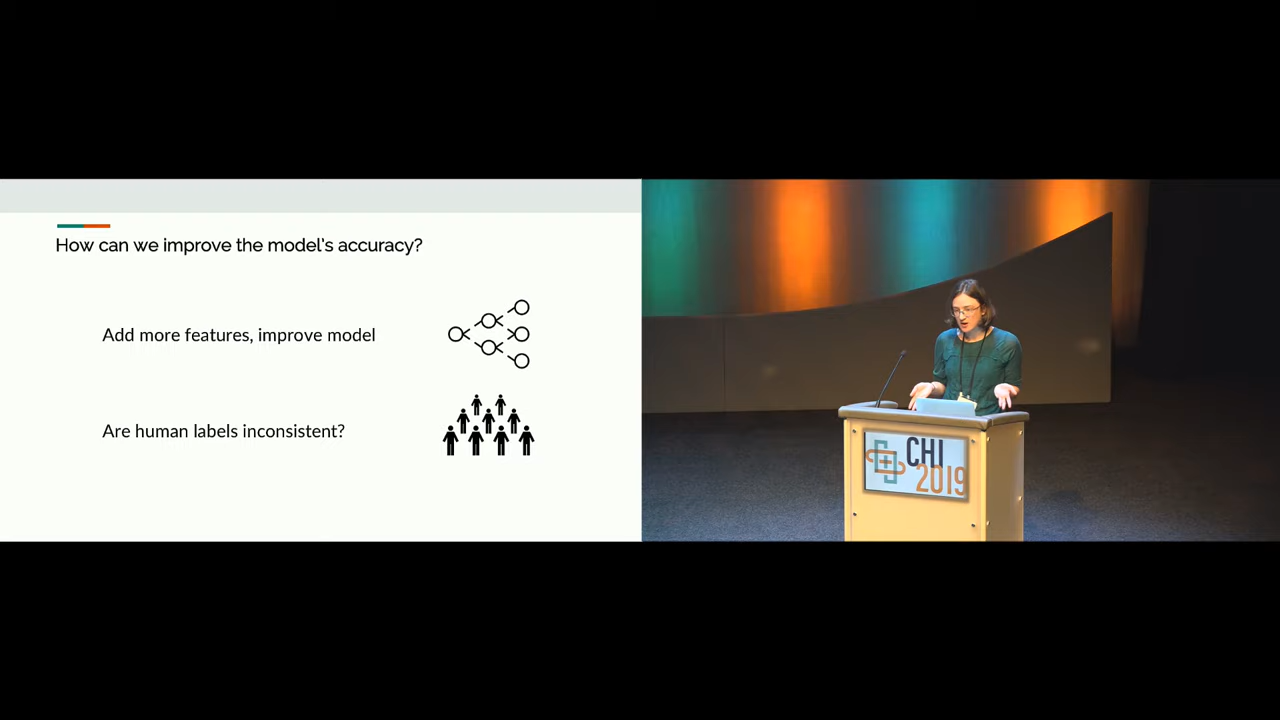 How can we improve the model's accuracy?
Add more features, improve model
Are human labels inconsistent?
CHI
2019